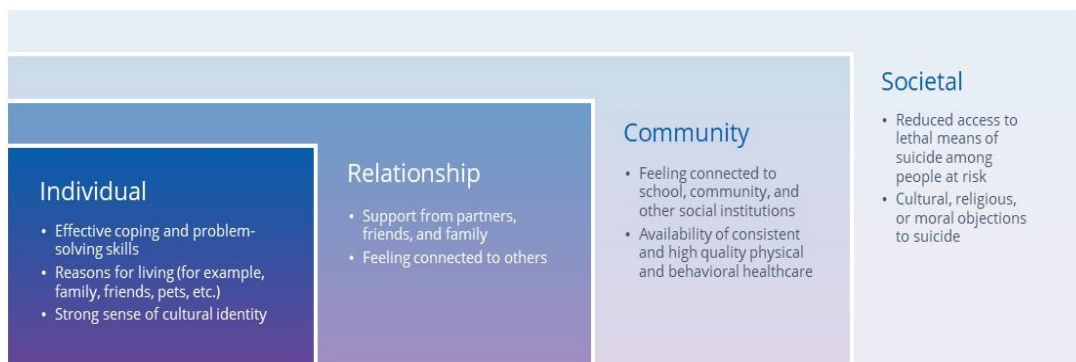 Individual
• Effective coping and problem-
solving skills
• Reasons for living (for example,
family, friends, pets, etc.)
• Strong sense of cultural identity
Relationship
• Support from partners,
friends, and family
• Feeling connected to others
Community
• Feeling connected to
school, community, and
other social institutions
• Availability of consistent
and high quality physical
and behavioral healthcare
Societal
• Reduced access to
lethal means of
suicide among
people at risk
• Cultural, religious,
or moral objections
to suicide